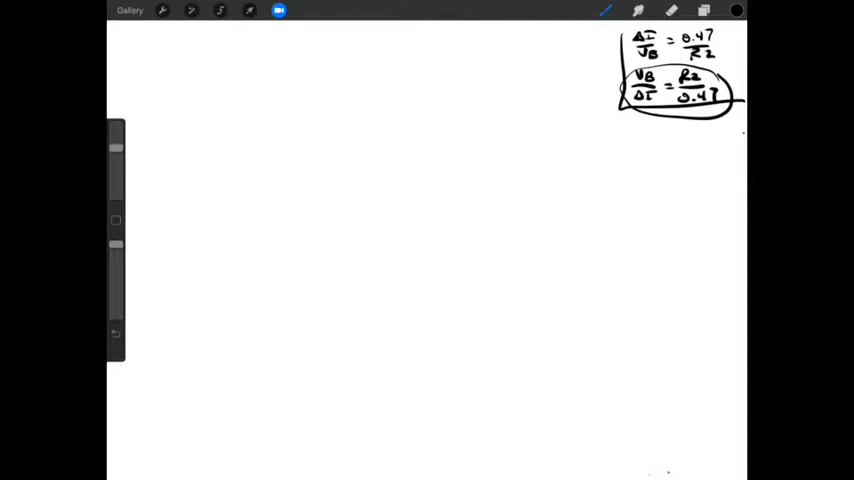 Gallery
ΔI/VB = 0.47/R2
VB/ΔI = R2/0.47